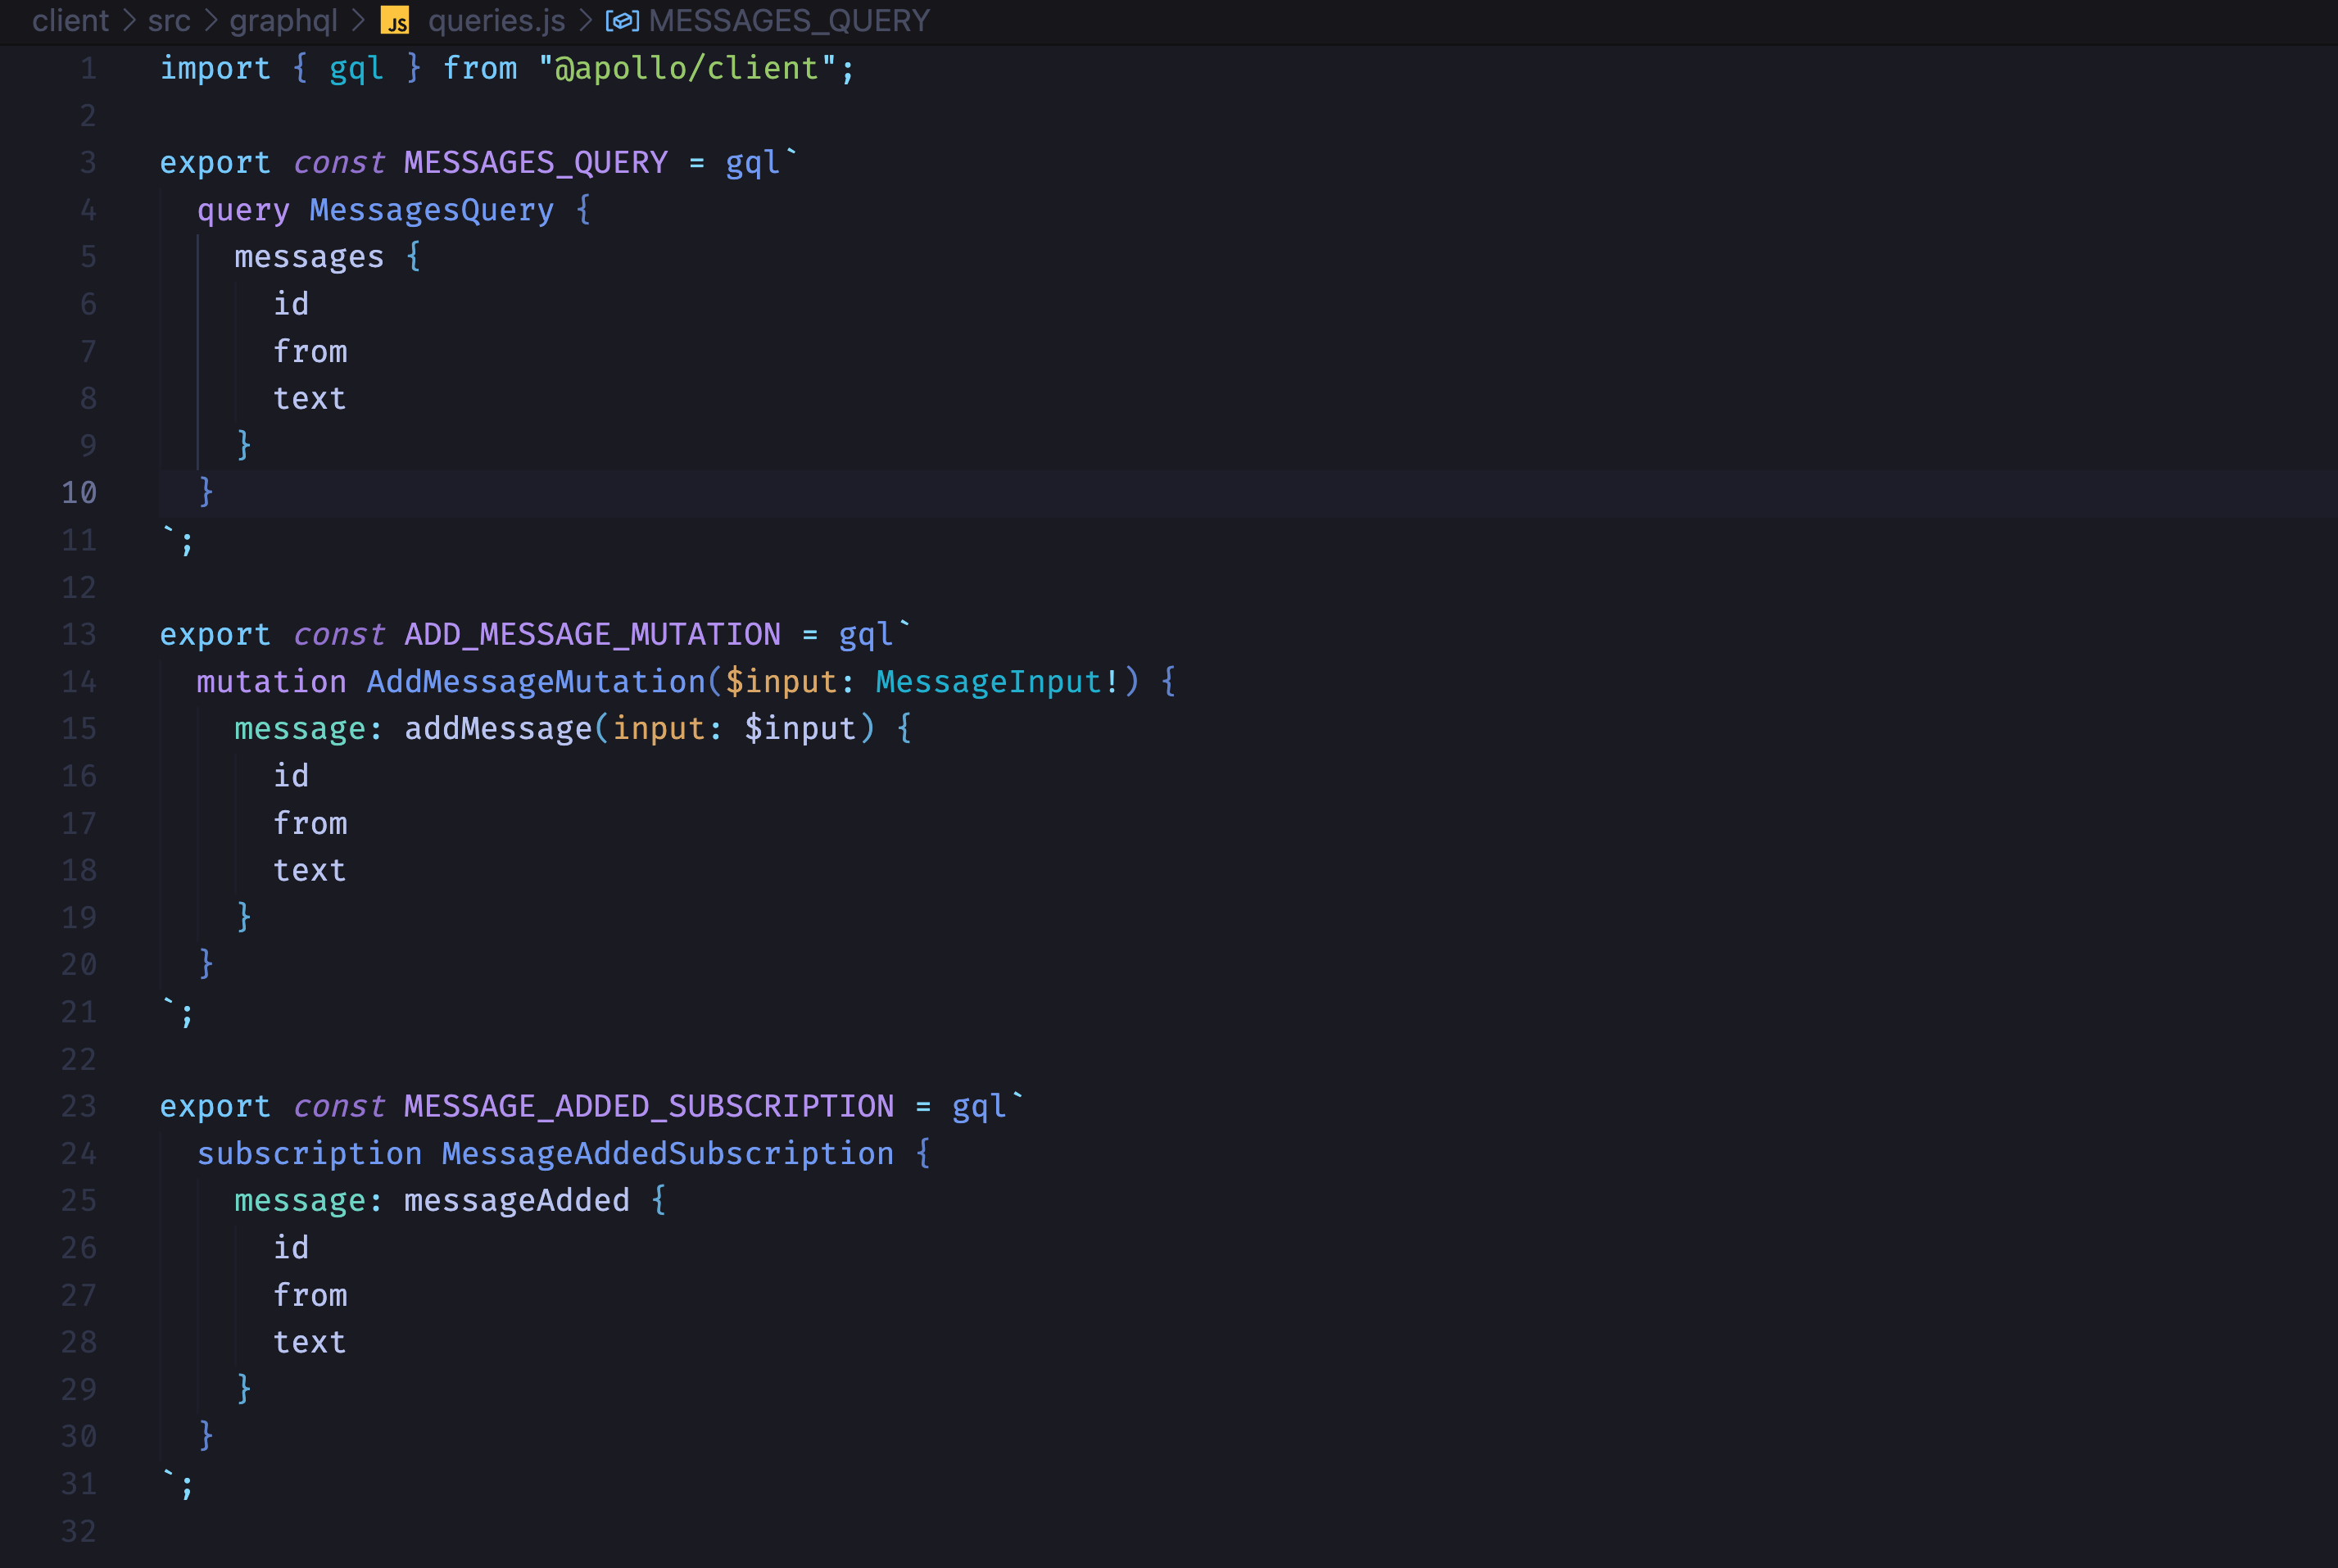 client > src > graphql > JS queries.js > MESSAGES_QUERY
1 import { gql } from "@apollo/client";
2
3 export const MESSAGES_QUERY = gql`
4 query MessagesQuery {
5 messages {
6 id
7 from
8 text
9 }
10 }
11 `;
12
13 export const ADD_MESSAGE_MUTATION = gql`
14 mutation AddMessageMutation($input: MessageInput!) {
15 message: addMessage(input: $input) {
16 id
17 from
18 text
19 }
20 }
21 `;
22
23 export const MESSAGE_ADDED_SUBSCRIPTION = gql`
24 subscription MessageAddedSubscription {
25 message: messageAdded {
26 id
27 from
28 text
29 }
30 }
31 `;
32